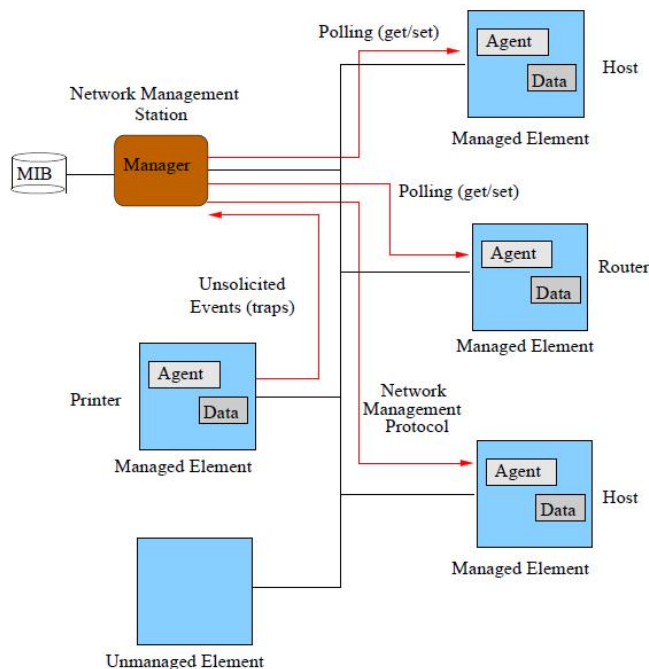 Polling (get/set)
Agent
Data
Host
Managed Element
Network Management
Station
MIB
Manager
Polling (get/set)
Agent
Data
Router
Managed Element
Unsolicited
Events (traps)
Printer
Agent
Data
Managed Element
Network
Management
Protocol
Agent
Data
Host
Managed Element
Unmanaged Element